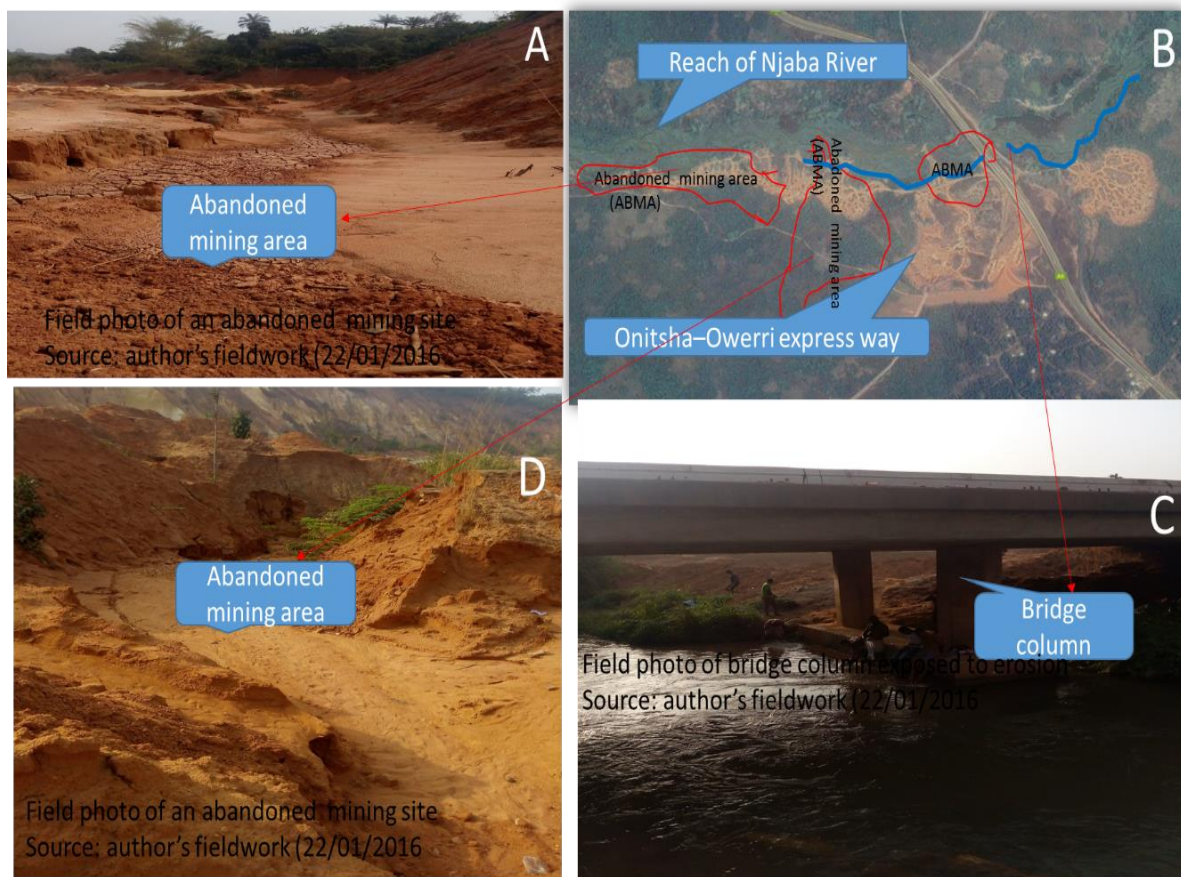 A
Abandoned
mining area
Field photo of an abandoned mining site
Source: author's fieldwork (22/01/2016
B
Reach of Njaba River
Abandoned mining area
(ABMA)
Abadoned mining area
(ABMA)
ABMA
Onitsha–Owerri express way
D
Abandoned
mining area
Field photo of an abandoned mining site
Source: author's fieldwork (22/01/2016
C
Bridge
column
Field photo of bridge column exposed to erosion
Source: author's fieldwork (22/01/2016